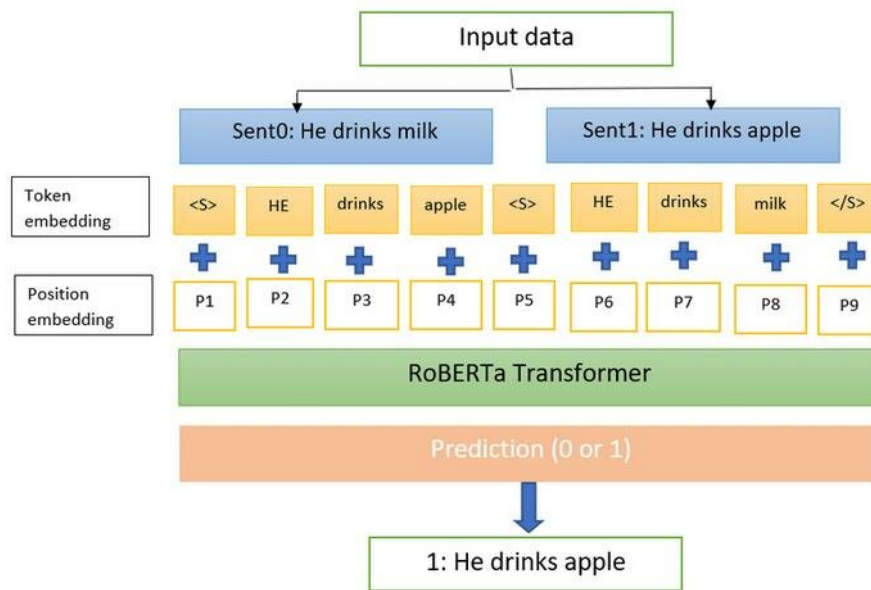 Input data
Sent0: He drinks milk
Sent1: He drinks apple
Token
embedding
<S>
HE
drinks
apple
<S>
HE
drinks
milk
</S>
Position
embedding
P1
P2
P3
P4
P5
P6
P7
P8
P9
RoBERTa Transformer
Prediction (0 or 1)
1: He drinks apple